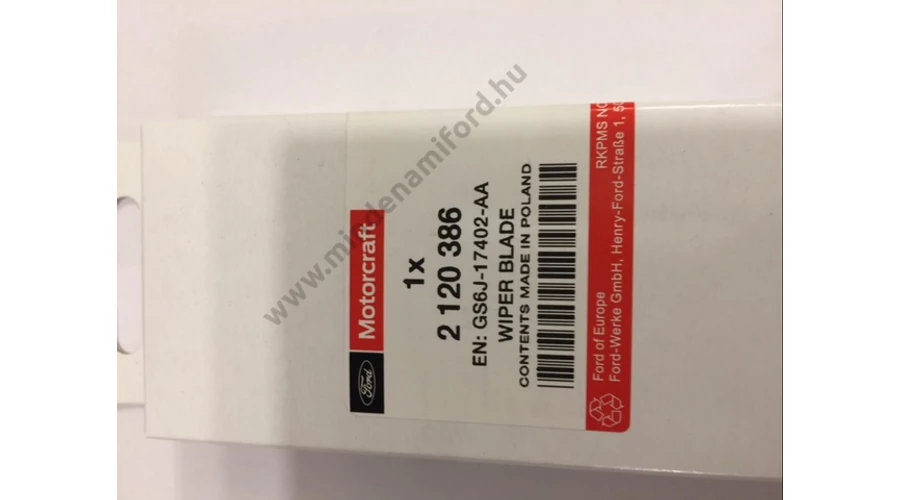 Ford Motorcraft
1x
2 120 386
EN: GS6J-17402-AA
WIPER BLADE
CONTENTS MADE IN POLAND
Ford of Europe
RKPMS
Ford-Werke GmbH, Henry-Ford-Straße 1,
www.mindenamiford.hu